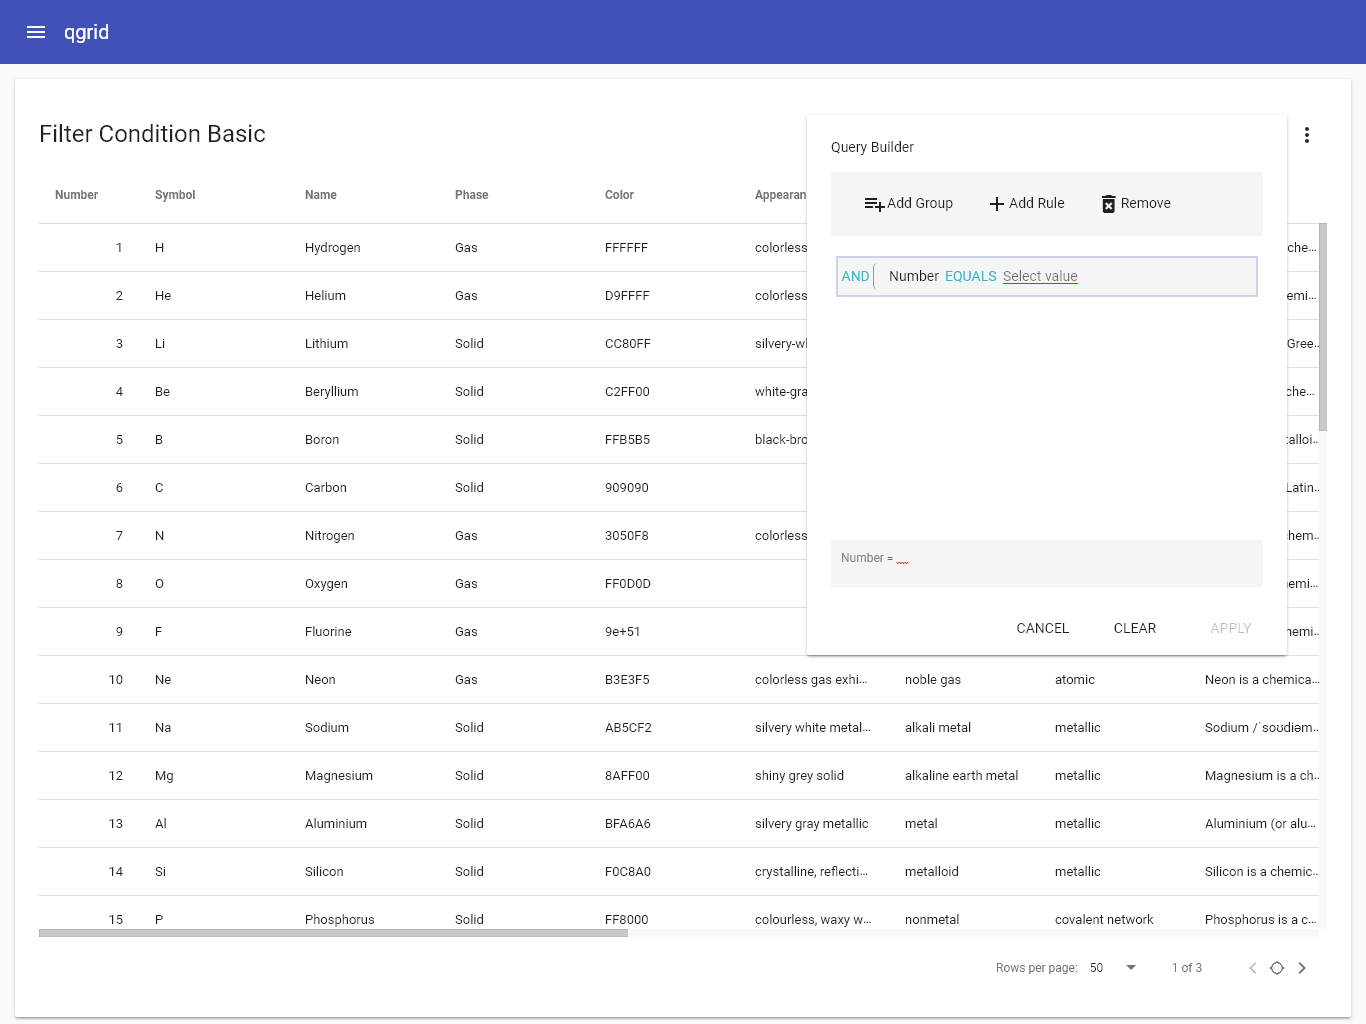 qgrid
Filter Condition Basic
Query Builder
Number Symbol Name Phase Color Appearan
Add Group Add Rule Remove
1 H Hydrogen Gas FFFFFF colorless che...
AND Number EQUALS Select value
2 He Helium Gas D9FFFF colorless emi...
3 Li Lithium Solid CC80FF silvery-wl Gree...
4 Be Beryllium Solid C2FF00 white-gra che...
5 B Boron Solid FFB5B5 black-bro talloi...
6 C Carbon Solid 909090 Latin...
7 N Nitrogen Gas 3050F8 colorless hem...
Number =
8 O Oxygen Gas FF0D0D emi...
9 F Fluorine Gas 9e+51 hemi...
CANCEL CLEAR APPLY
10 Ne Neon Gas B3E3F5 colorless gas exhi... noble gas atomic Neon is a chemica...
11 Na Sodium Solid AB5CF2 silvery white metal... alkali metal metallic Sodium /ˈsoʊdiəm...
12 Mg Magnesium Solid 8AFF00 shiny grey solid alkaline earth metal metallic Magnesium is a ch...
13 Al Aluminium Solid BFA6A6 silvery gray metallic metal metallic Aluminium (or alu...
14 Si Silicon Solid F0C8A0 crystalline, reflecti... metalloid metallic Silicon is a chemic...
15 P Phosphorus Solid FF8000 colourless, waxy w... nonmetal covalent network Phosphorus is a c...
Rows per page: 50 1 of 3